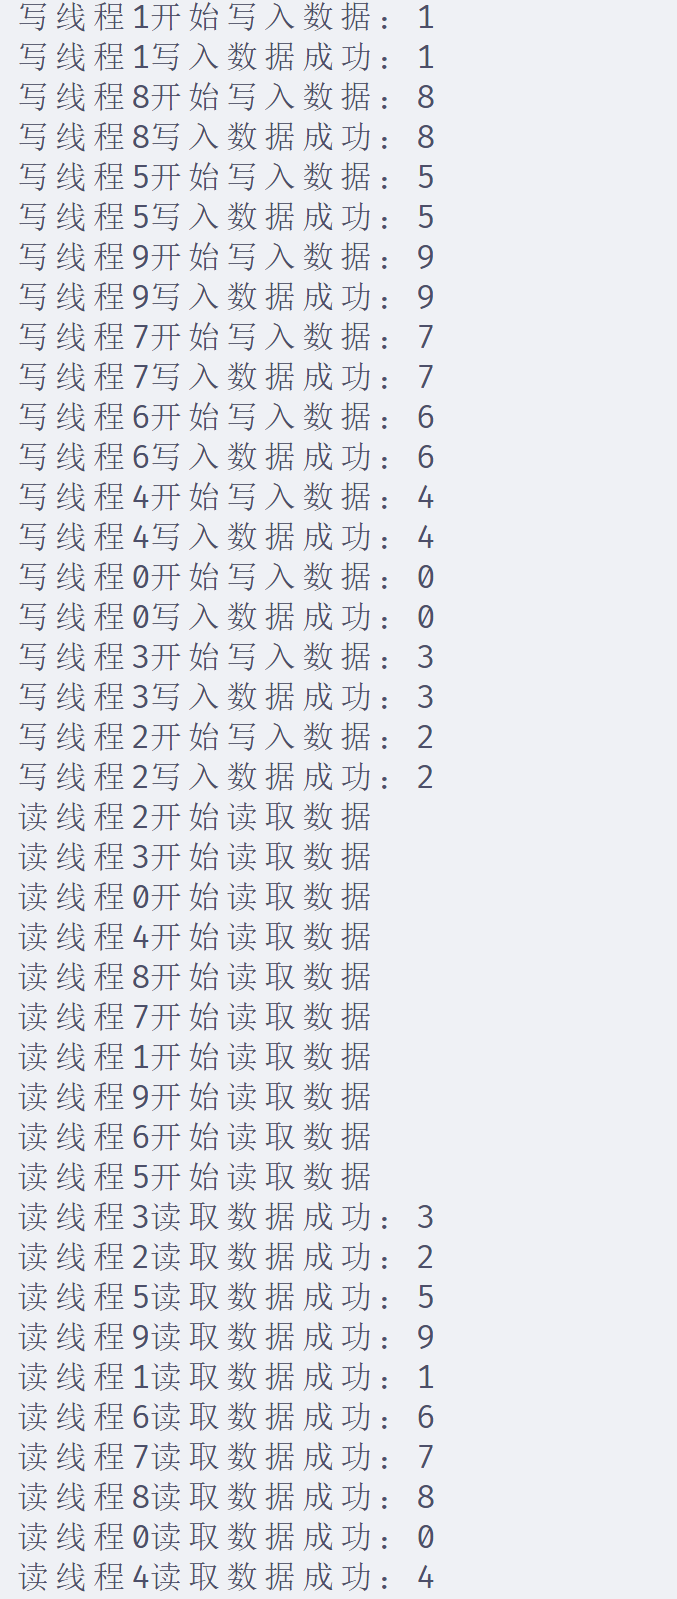 写线程1开始写入数据：1
写线程1写入数据成功：1
写线程8开始写入数据：8
写线程8写入数据成功：8
写线程5开始写入数据：5
写线程5写入数据成功：5
写线程9开始写入数据：9
写线程9写入数据成功：9
写线程7开始写入数据：7
写线程7写入数据成功：7
写线程6开始写入数据：6
写线程6写入数据成功：6
写线程4开始写入数据：4
写线程4写入数据成功：4
写线程0开始写入数据：0
写线程0写入数据成功：0
写线程3开始写入数据：3
写线程3写入数据成功：3
写线程2开始写入数据：2
写线程2写入数据成功：2
读线程2开始读取数据
读线程3开始读取数据
读线程0开始读取数据
读线程4开始读取数据
读线程8开始读取数据
读线程7开始读取数据
读线程1开始读取数据
读线程9开始读取数据
读线程6开始读取数据
读线程5开始读取数据
读线程3读取数据成功：3
读线程2读取数据成功：2
读线程5读取数据成功：5
读线程9读取数据成功：9
读线程1读取数据成功：1
读线程6读取数据成功：6
读线程7读取数据成功：7
读线程8读取数据成功：8
读线程0读取数据成功：0
读线程4读取数据成功：4